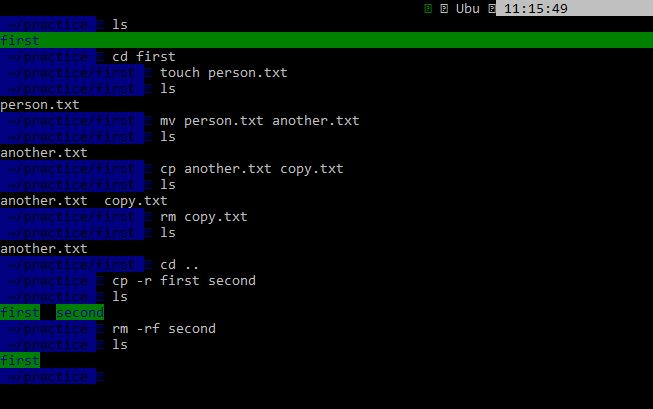 Ubu 11:15:49
~/practice ls
first
~/practice cd first
~/practice/first touch person.txt
~/practice/first ls
person.txt
~/practice/first mv person.txt another.txt
~/practice/first ls
another.txt
~/practice/first cp another.txt copy.txt
~/practice/first ls
another.txt  copy.txt
~/practice/first rm copy.txt
~/practice/first ls
another.txt
~/practice/first cd ..
~/practice cp -r first second
~/practice ls
first  second
~/practice rm -rf second
~/practice ls
first
~/practice